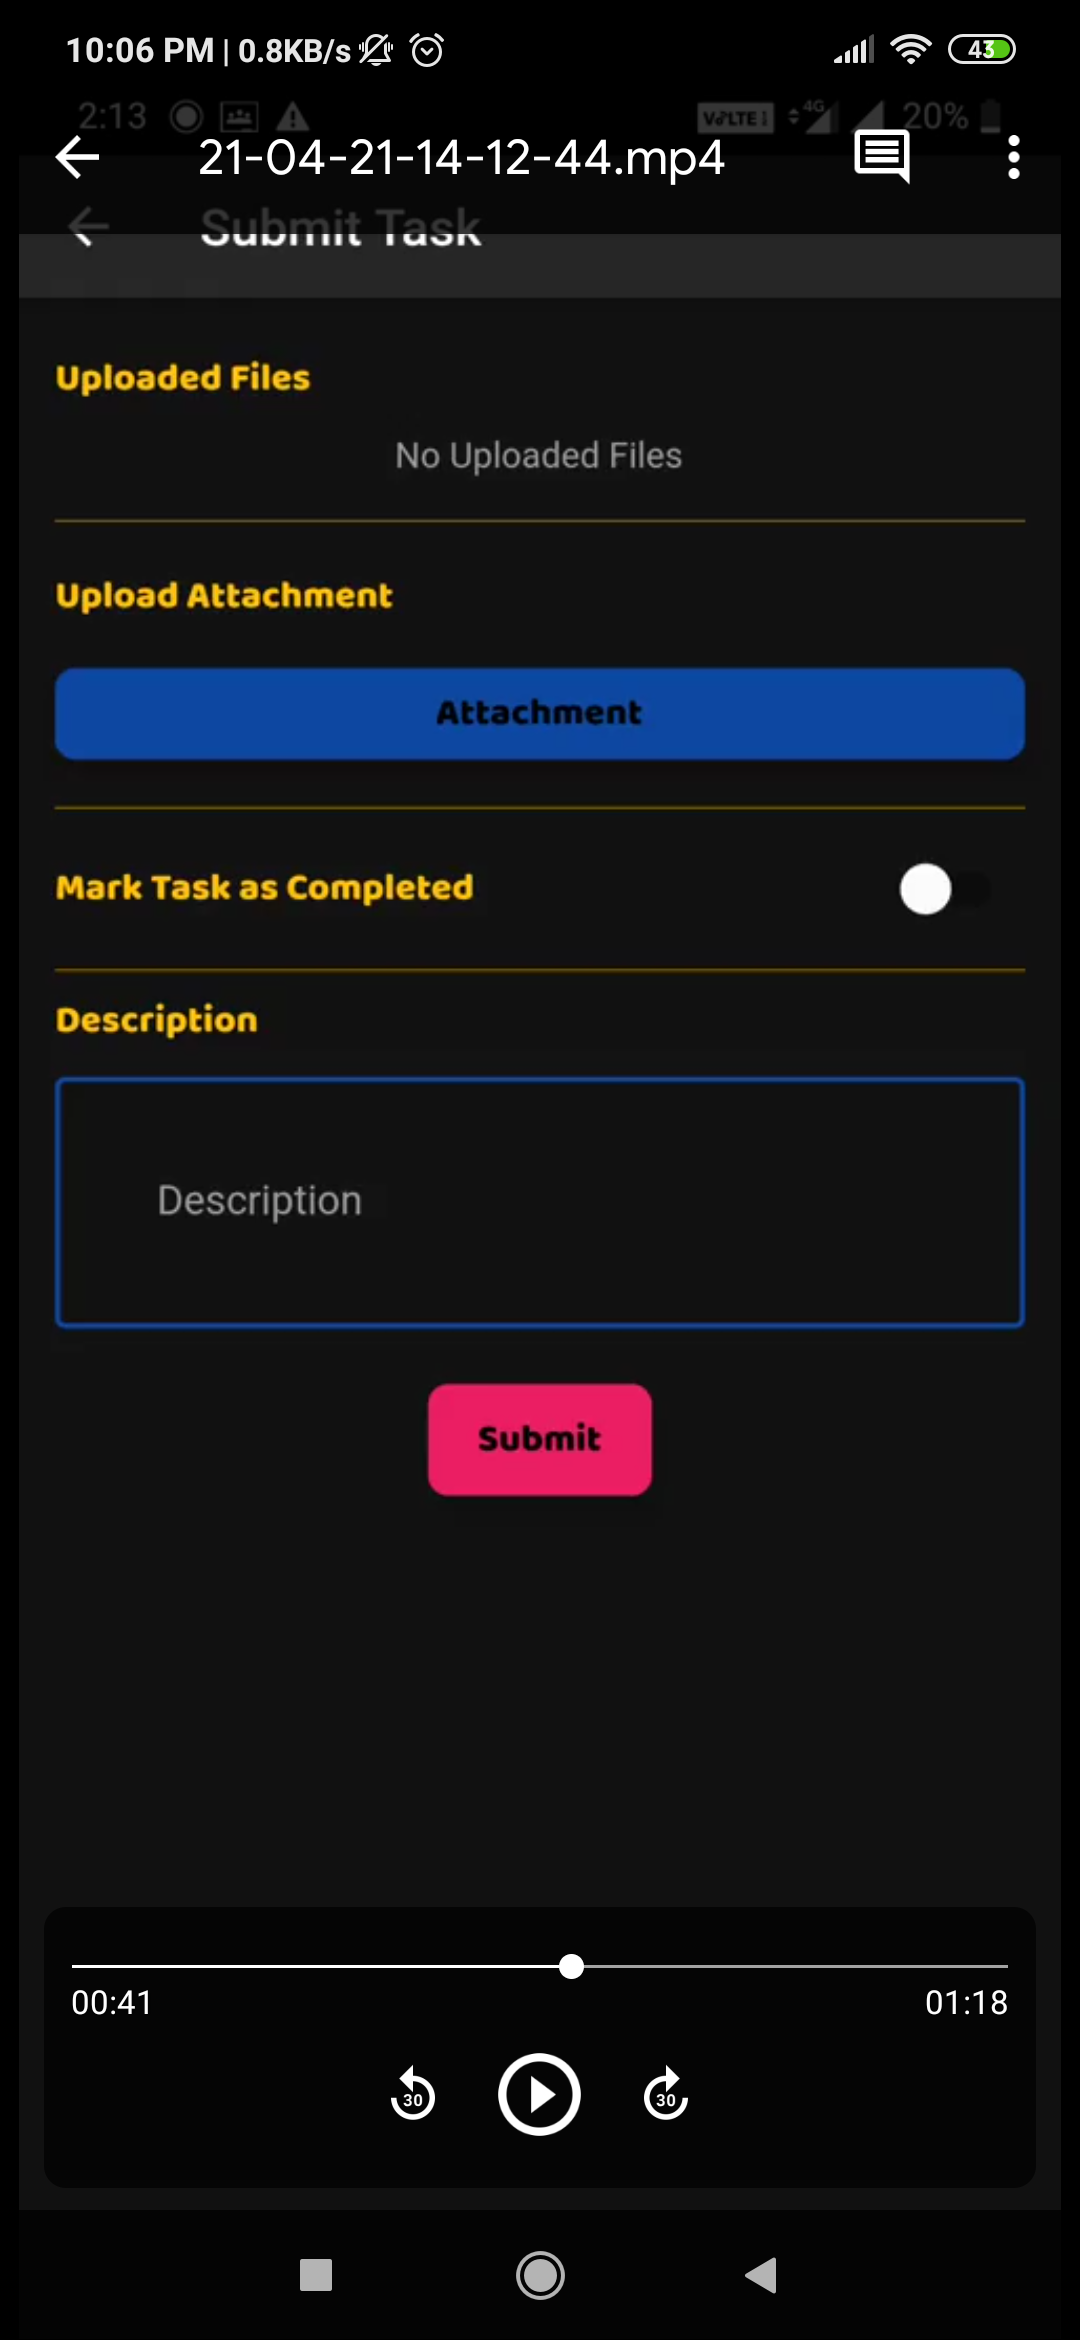 10:06 PM | 0.8KB/s 43
2:13 VoLTE 1 4G 20%
21-04-21-14-12-44.mp4
Submit Task
Uploaded Files
No Uploaded Files
Upload Attachment
Attachment
Mark Task as Completed
Description
Description
Submit
00:41 01:18
30 30